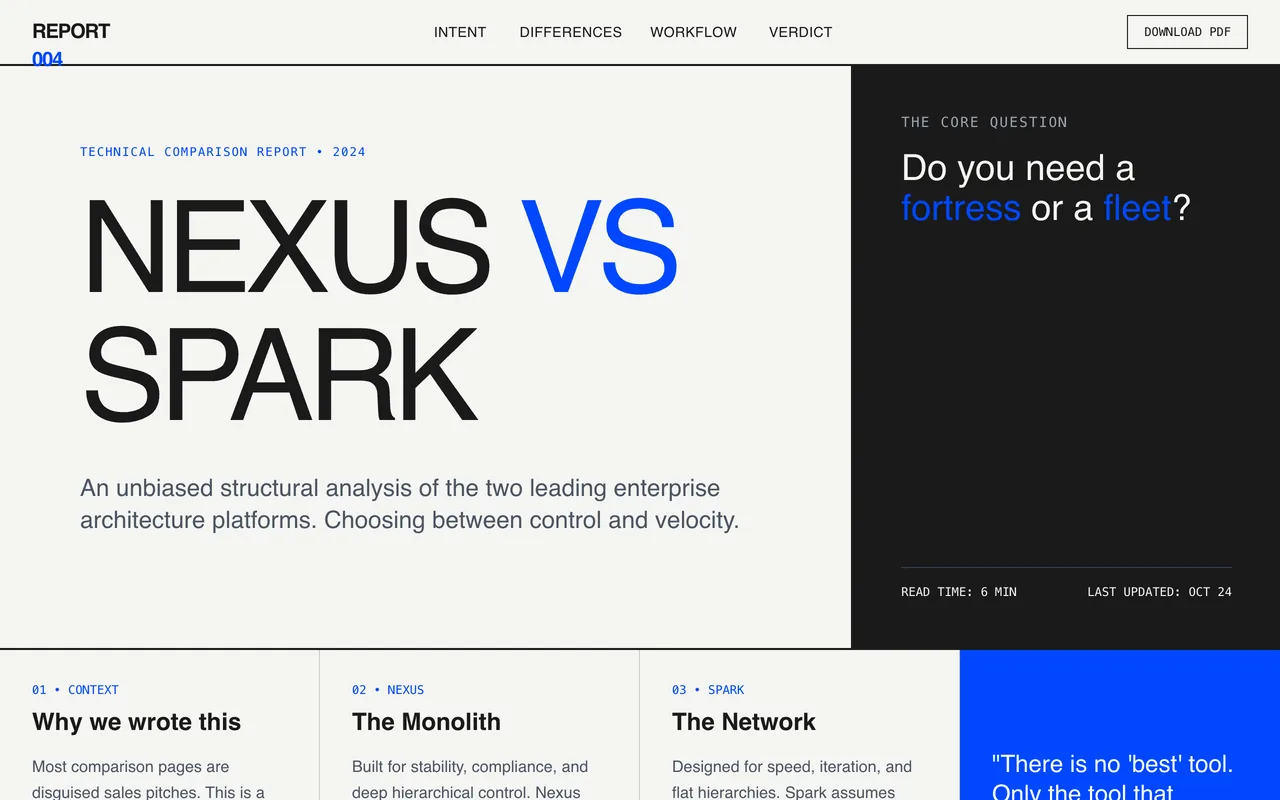 REPORT
004
INTENT DIFFERENCES WORKFLOW VERDICT
DOWNLOAD PDF
TECHNICAL COMPARISON REPORT • 2024
NEXUS VS
SPARK
An unbiased structural analysis of the two leading enterprise
architecture platforms. Choosing between control and velocity.
THE CORE QUESTION
Do you need a
fortress or a fleet?
READ TIME: 6 MIN
LAST UPDATED: OCT 24
01 • CONTEXT
Why we wrote this
Most comparison pages are
disguised sales pitches. This is a
02 • NEXUS
The Monolith
Built for stability, compliance, and
deep hierarchical control. Nexus
03 • SPARK
The Network
Designed for speed, iteration, and
flat hierarchies. Spark assumes
"There is no 'best' tool.
Only the tool that